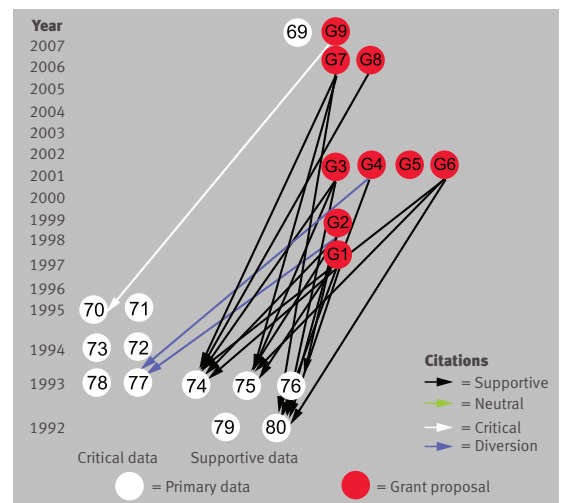 Year
69 G9
2007
G7 G8
2006
2005
2004
2003
2002
G3 G4 G5 G6
2001
2000
1999
G2
1998
G1
1997
1996
70 71
1995
73 72
1994
78 77 74 75 76
1993
79 80
1992
Citations
= Supportive
= Neutral
= Critical
= Diversion
Critical data Supportive data
= Primary data = Grant proposal